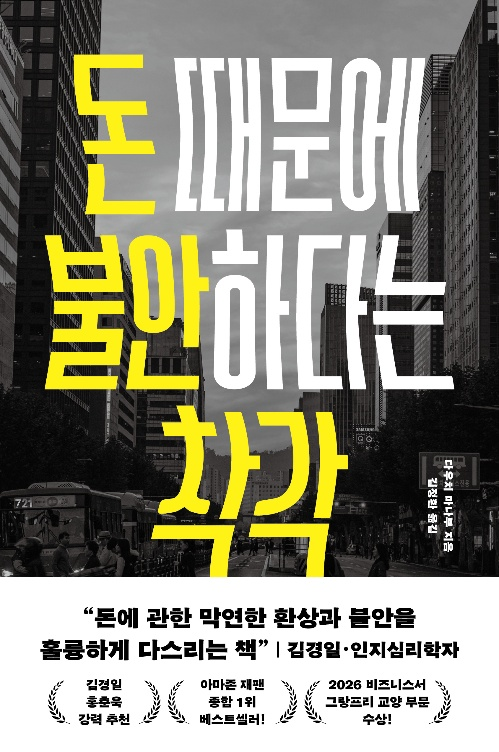 돈 때문에
불안하다는
착각
721
다우치 마나부 지음
김정환 옮김
“돈에 관한 막연한 환상과 불안을
훌륭하게 다스리는 책” | 김경일·인지심리학자
김경일
홍춘욱
강력 추천
아마존 재팬
종합 1위
베스트셀러!
2026 비즈니스서
그랑프리 교양 부문
수상!